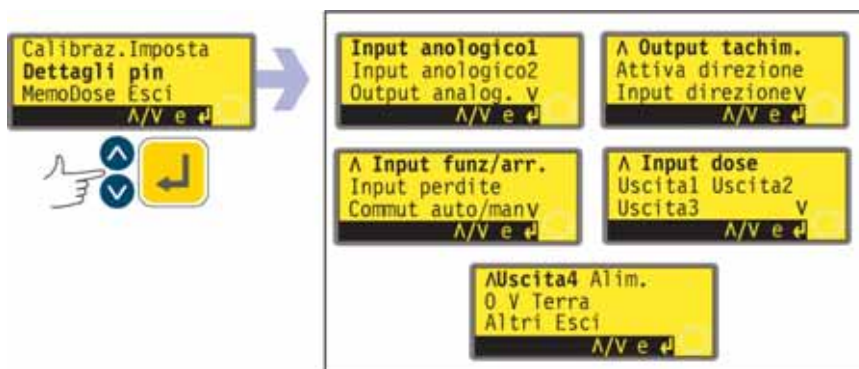 Calibraz.Imposta
Dettagli pin
MemoDose Esci
Λ/V e ↲
Input anologico1
Input anologico2
Output analog. v
Λ/V e ↲
Λ Output tachim.
Attiva direzione
Input direzionev
Λ/V e ↲
Λ Input funz/arr.
Input perdite
Commut auto/manv
Λ/V e ↲
Λ Input dose
Uscita1 Uscita2
Uscita3 V
Λ/V e ↲
ΛUscita4 Alim.
O V Terra
Altri Esci
Λ/V e ↲